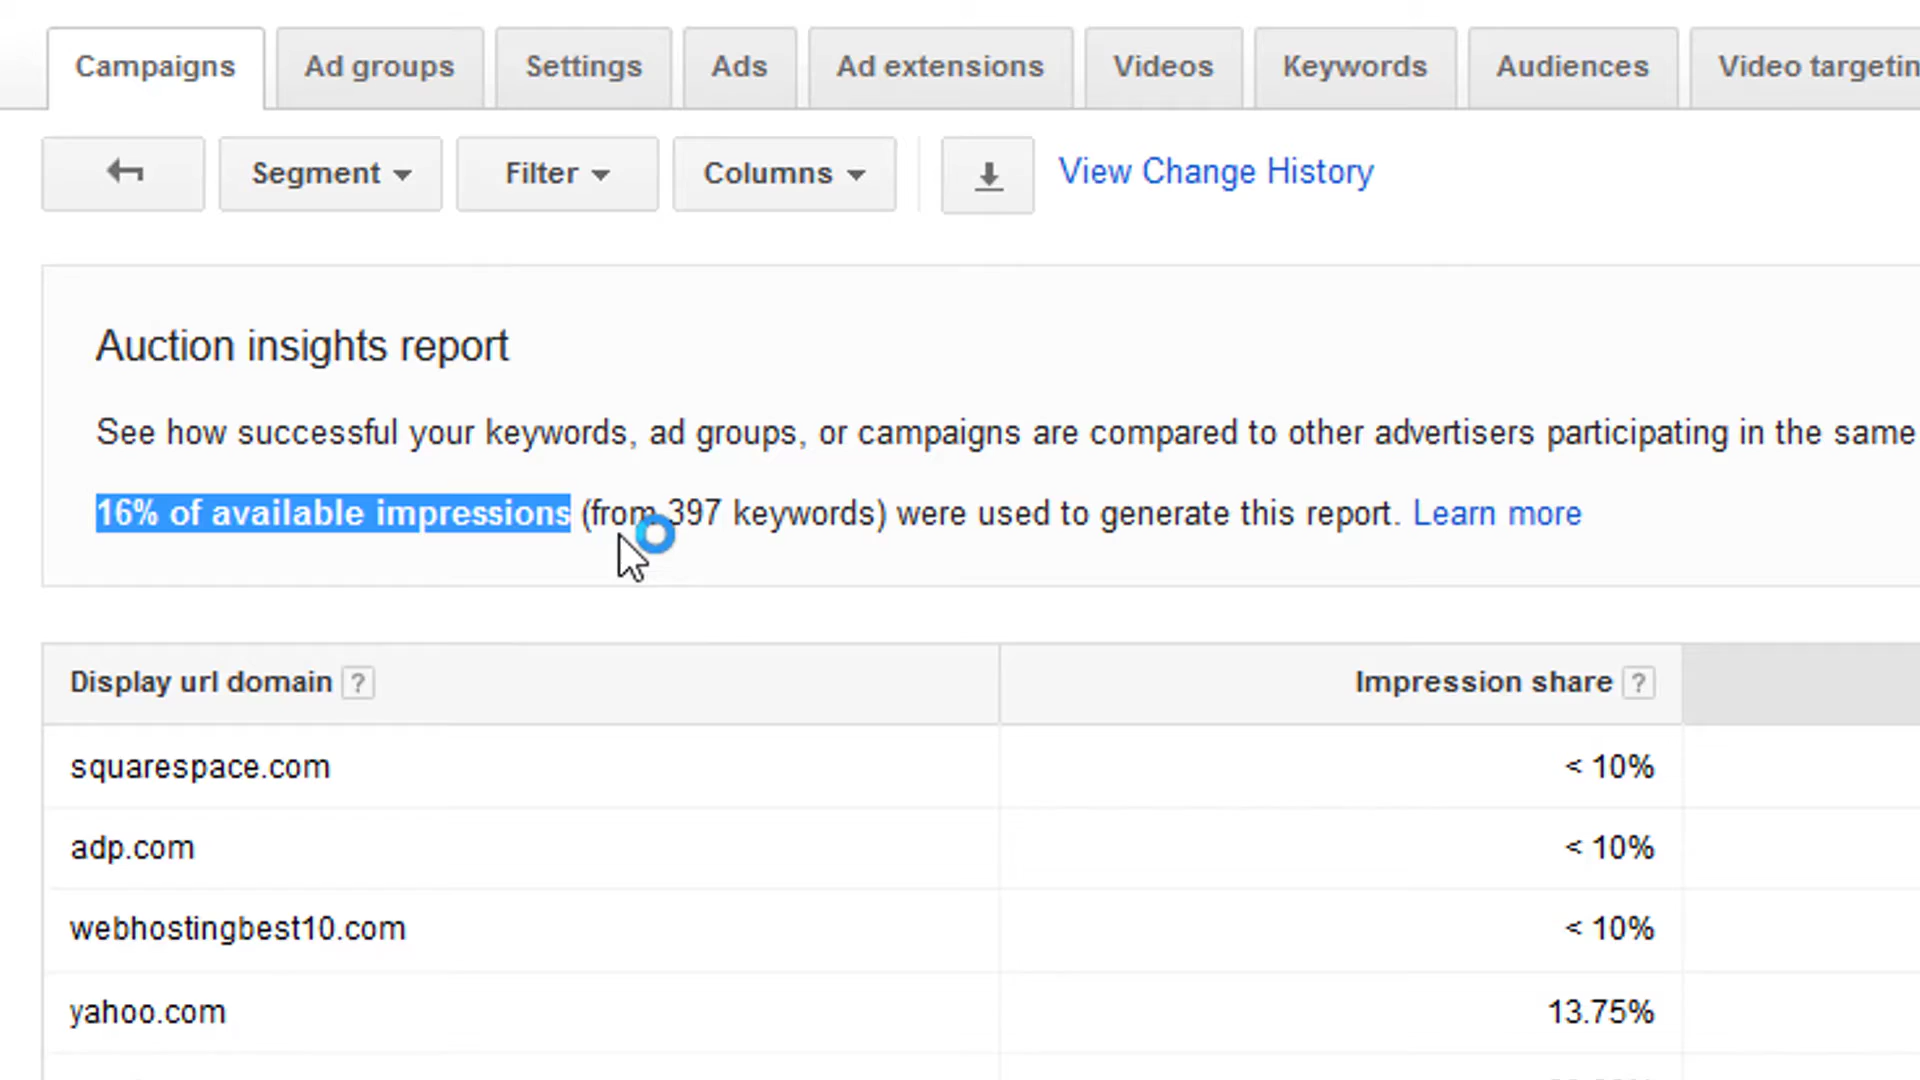 Campaigns Ad groups Settings Ads Ad extensions Videos Keywords Audiences Video targetin
Segment Filter Columns View Change History
Auction insights report
See how successful your keywords, ad groups, or campaigns are compared to other advertisers participating in the same
16% of available impressions (from 397 keywords) were used to generate this report. Learn more
Display url domain ? Impression share ?
squarespace.com < 10%
adp.com < 10%
webhostingbest10.com < 10%
yahoo.com 13.75%